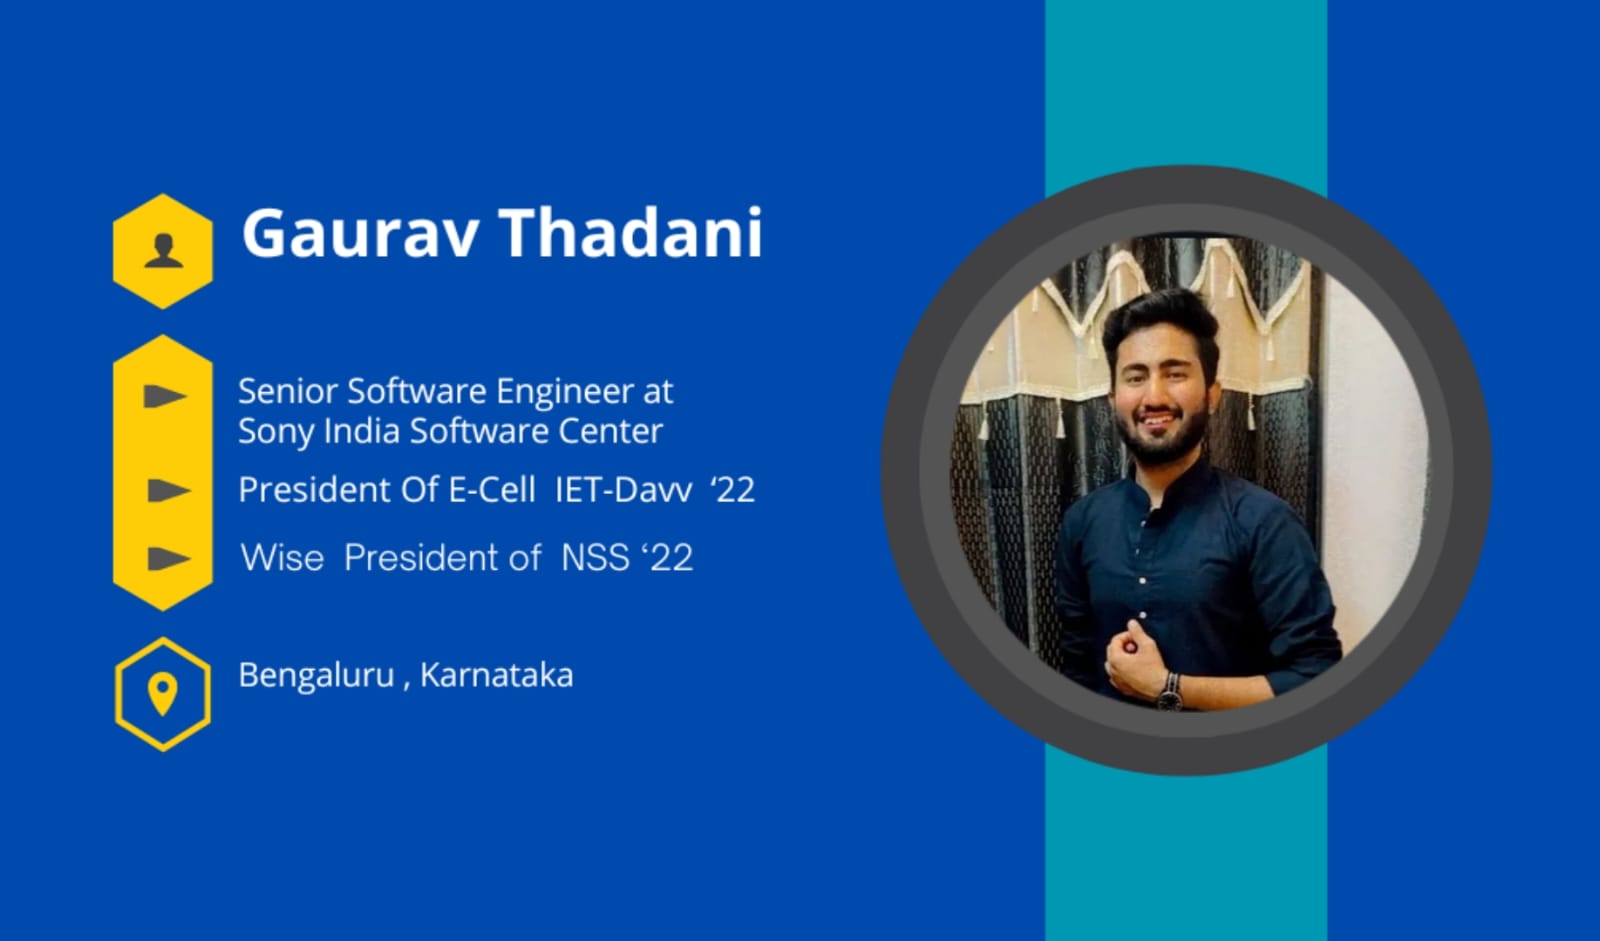 Gaurav Thadani
Senior Software Engineer at
Sony India Software Center
President Of E-Cell IET-Davv ‘22
Wise President of NSS ‘22
Bengaluru , Karnataka